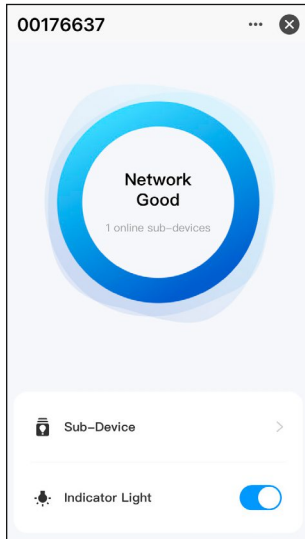 00176637
Network
Good
1 online sub-devices
Sub-Device
Indicator Light